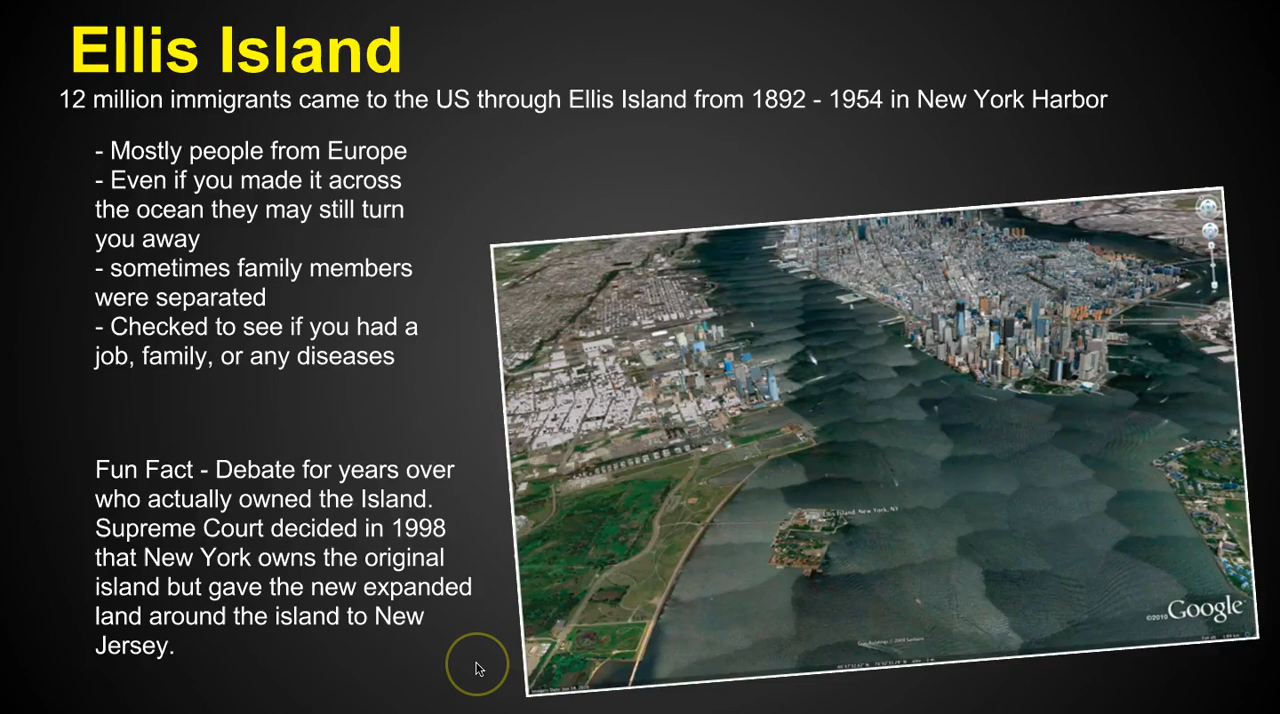 Ellis Island
12 million immigrants came to the US through Ellis Island from 1892 - 1954 in New York Harbor
- Mostly people from Europe
- Even if you made it across
the ocean they may still turn
you away
- sometimes family members
were separated
- Checked to see if you had a
job, family, or any diseases
Fun Fact - Debate for years over
who actually owned the Island.
Supreme Court decided in 1998
that New York owns the original
island but gave the new expanded
land around the island to New
Jersey.
Ellis Island, New York, NY
©2010 Google